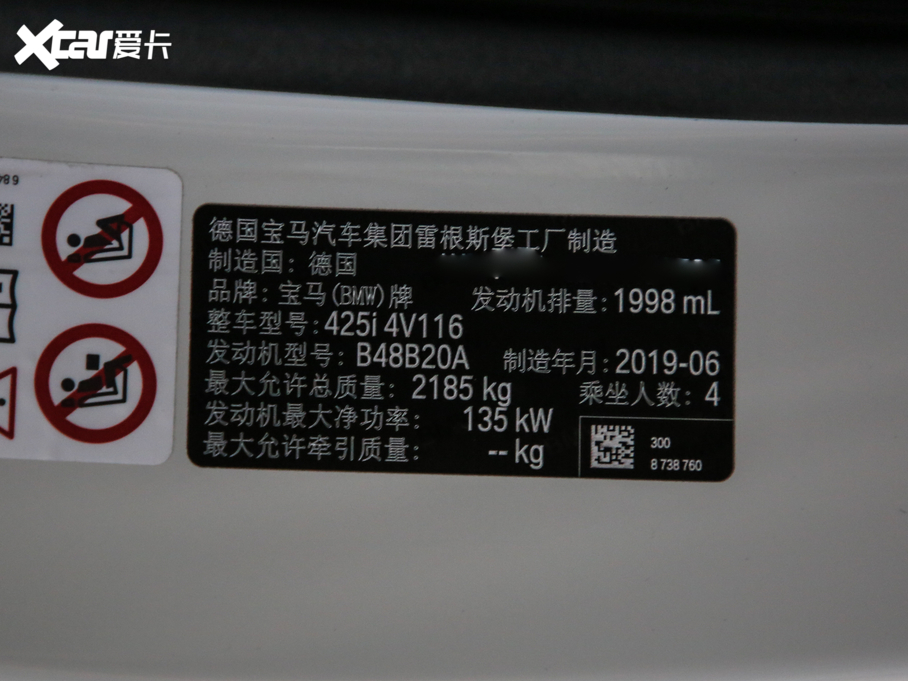 Xcar爱卡
德国宝马汽车集团雷根斯堡工厂制造
制造国：德国
品牌：宝马(BMW)牌 发动机排量：1998 mL
整车型号：425i 4V116
发动机型号：B48B20A 制造年月：2019-06
最大允许总质量：2185 kg 乘坐人数：4
发动机最大净功率：135 kW
最大允许牵引质量：-- kg
300
8 738 760